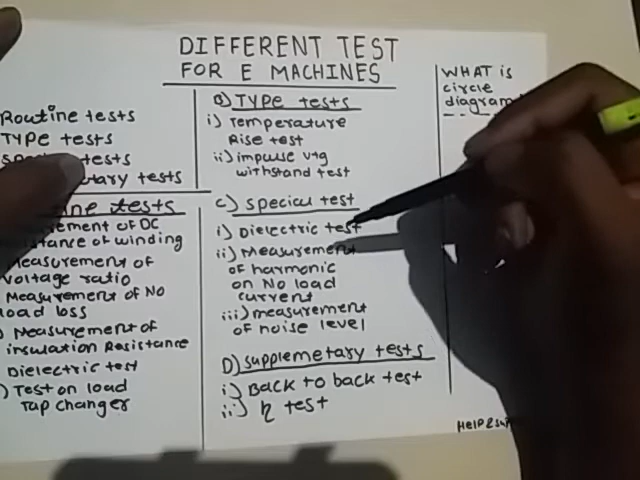 DIFFERENT TEST
FOR E MACHINES
Routine tests
TYPE tests
tests
tary tests
tests
ement of DC
stance of winding
Measurement of
voltage ratio
Measurement of No
load loss
) Measurement of
insulation Resistance
Dielectric test
) Test on load
Tap changer
B) TYPE tests
i) Temperature
Rise test
ii) impulse vtg
withstand test
C) special test
i) Dielectric test
ii) Measurement
of harmonic
on No load
current
iii) measurement
of noise level
D) supplemetary tests
i) Back to back test
ii) η test
WHAT is
circle
diagram
HELP 2 su